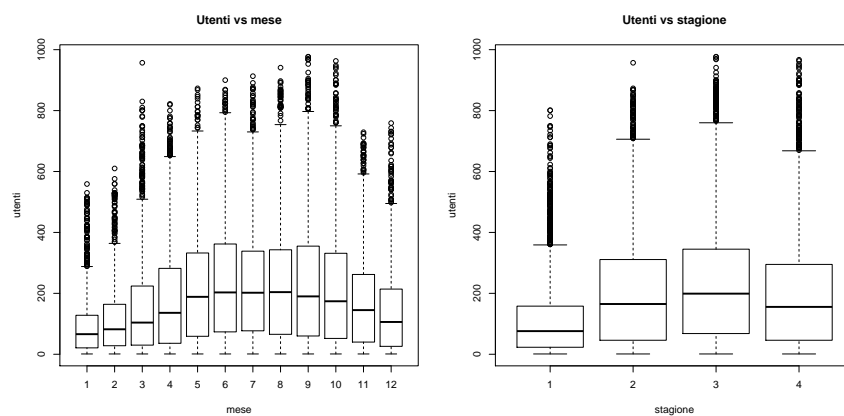 Utenti vs mese
utenti
0 200 400 600 800 1000
1 2 3 4 5 6 7 8 9 10 11 12
mese
Utenti vs stagione
utenti
0 200 400 600 800 1000
1 2 3 4
stagione